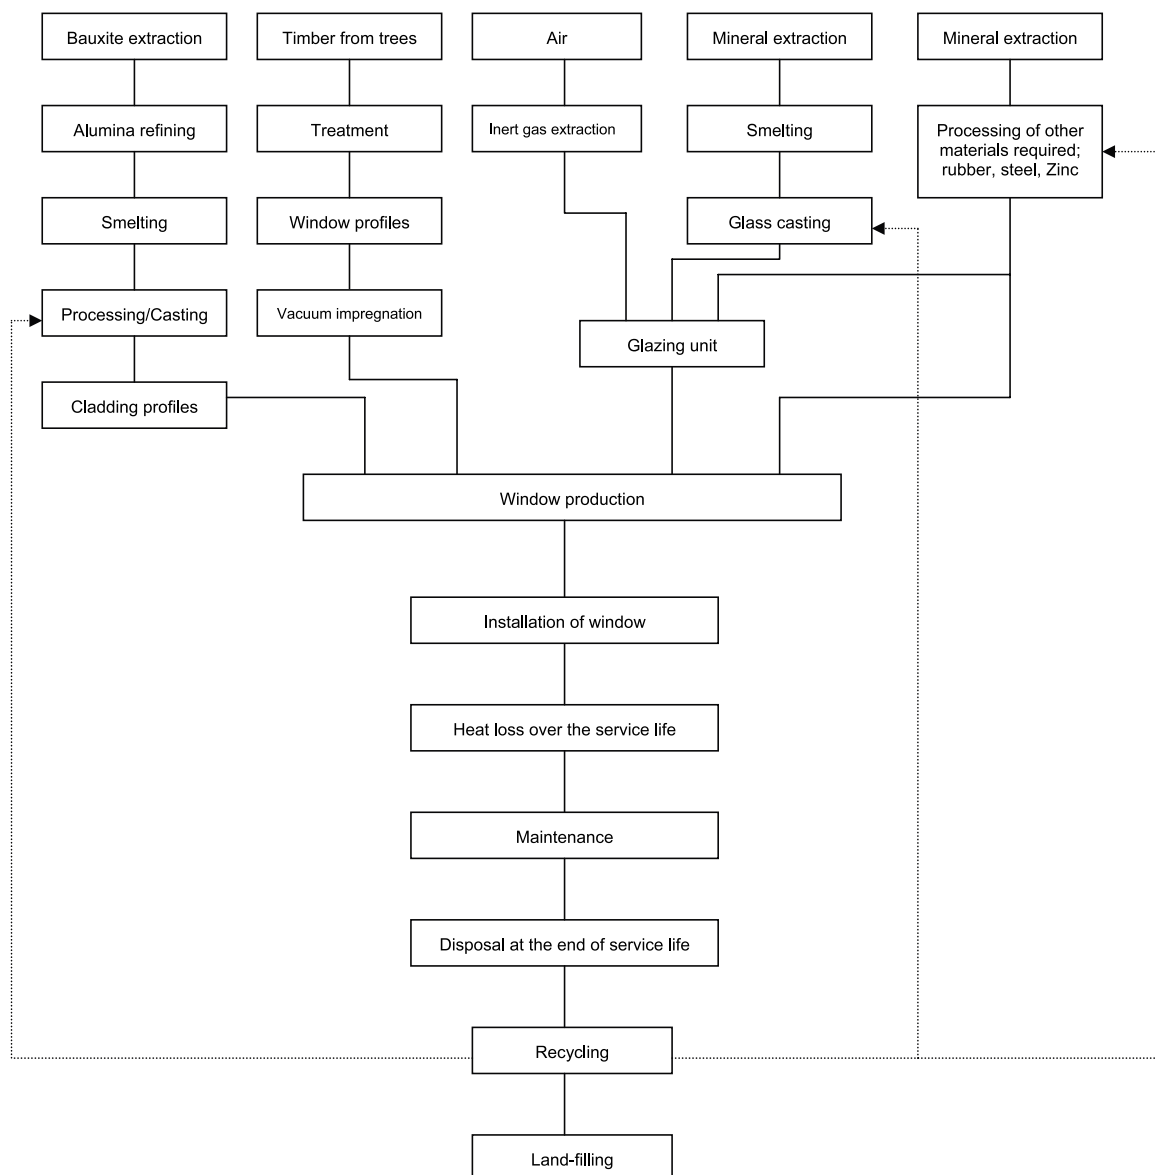 Bauxite extraction
Timber from trees
Air
Mineral extraction
Mineral extraction
Alumina refining
Treatment
Inert gas extraction
Smelting
Processing of other
materials required;
rubber, steel, Zinc
Smelting
Window profiles
Glass casting
Processing/Casting
Vacuum impregnation
Glazing unit
Cladding profiles
Window production
Installation of window
Heat loss over the service life
Maintenance
Disposal at the end of service life
Recycling
Land-filling